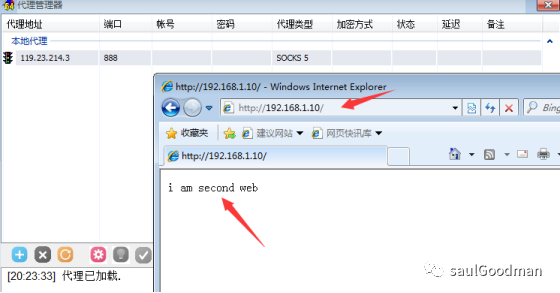 代理管理器
代理地址 端口 帐号 密码 代理类型 加密方式 状态 延迟 备注
本地代理
119.23.214.3 888 SOCKS 5
http://192.168.1.10/ - Windows Internet Explorer
http://192.168.1.10/
Bing
收藏夹 建议网站 网页快讯库
http://192.168.1.10/
i am second web
[20:23:33] 代理已加载.
saulGoodman